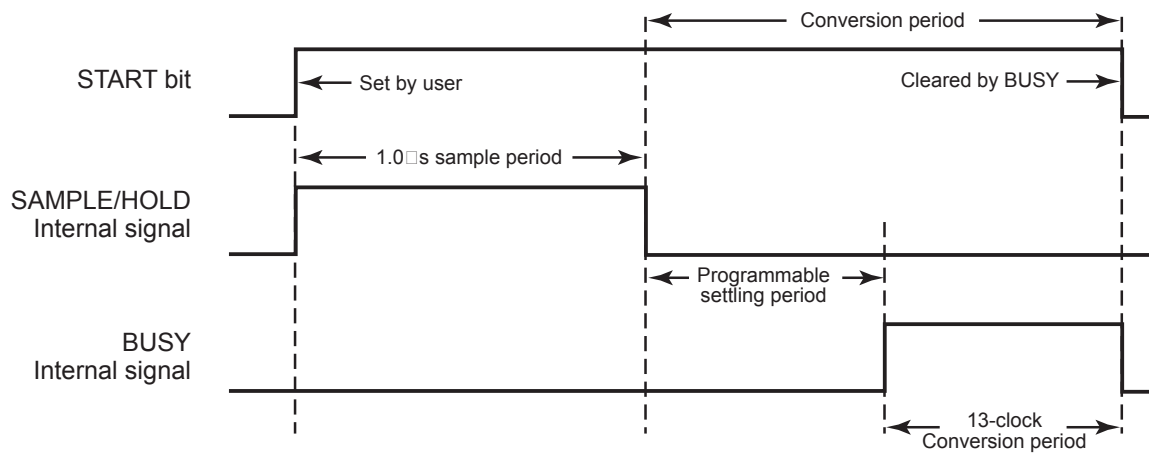 Conversion period
START bit
Set by user
Cleared by BUSY
1.0□s sample period
SAMPLE/HOLD
Internal signal
Programmable
settling period
BUSY
Internal signal
13-clock
Conversion period